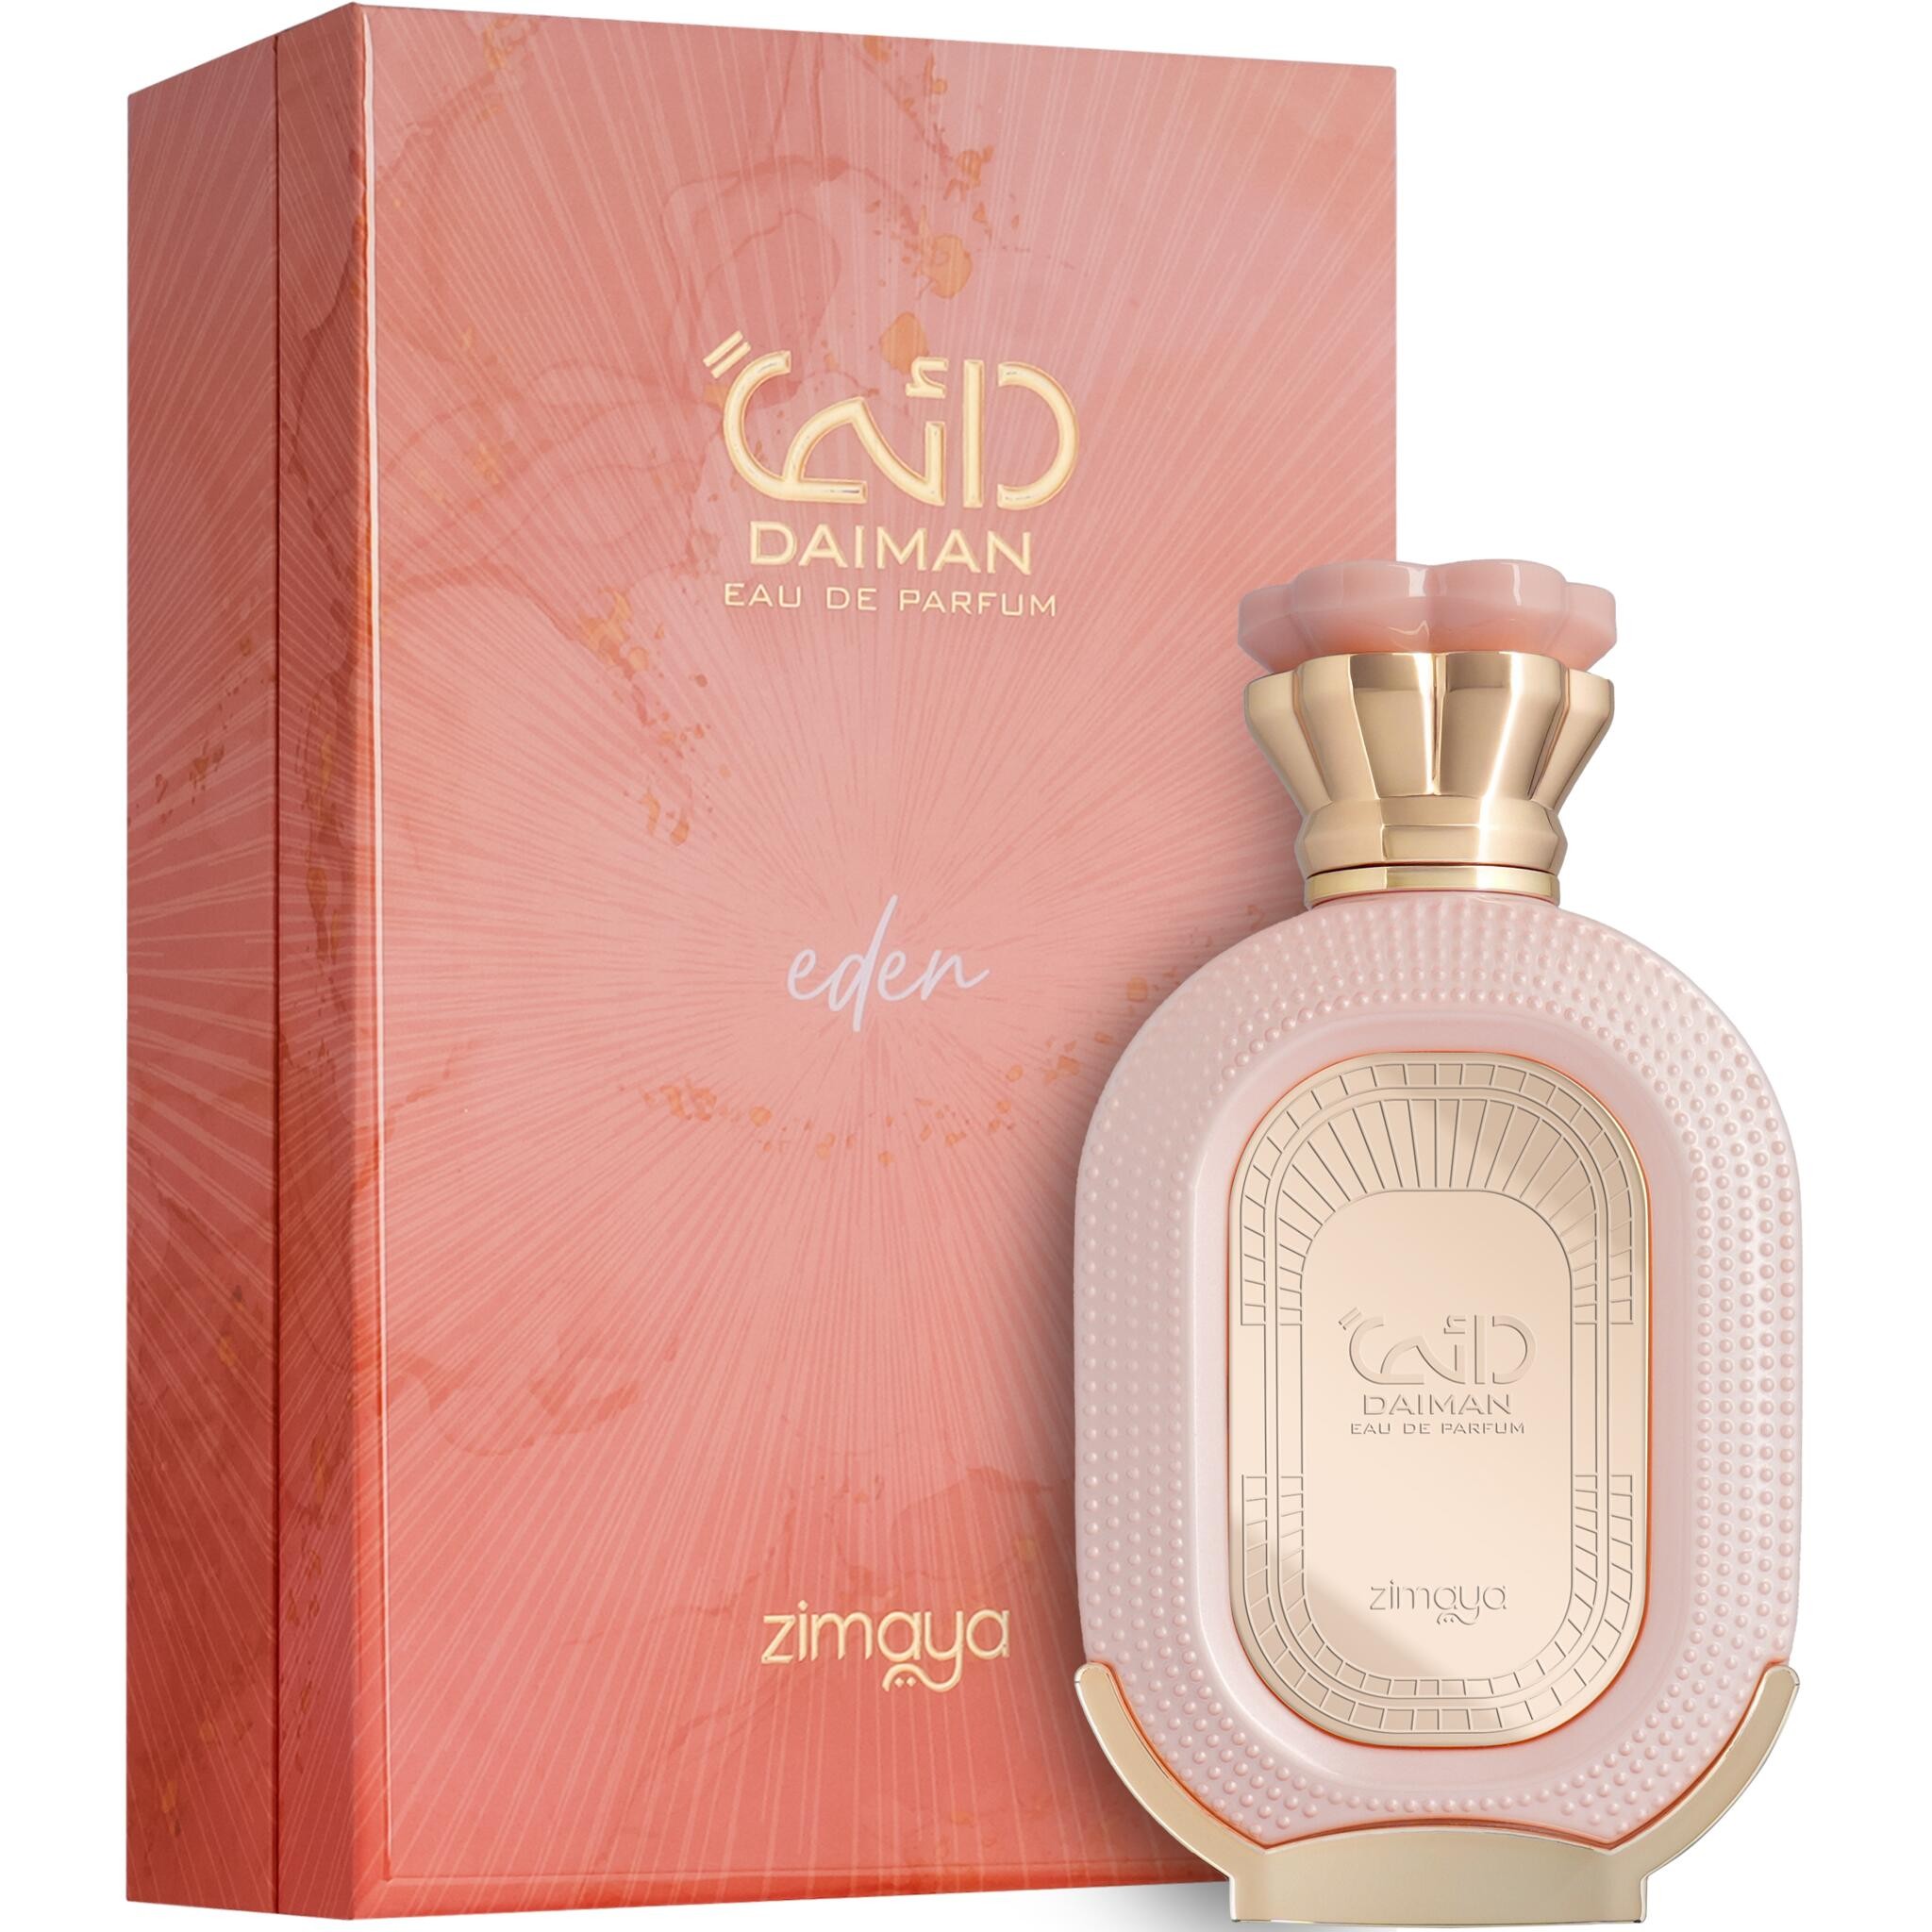 دائماً
DAIMAN
EAU DE PARFUM
eden
zimaya
دائماً
DAIMAN
EAU DE PARFUM
zimaya